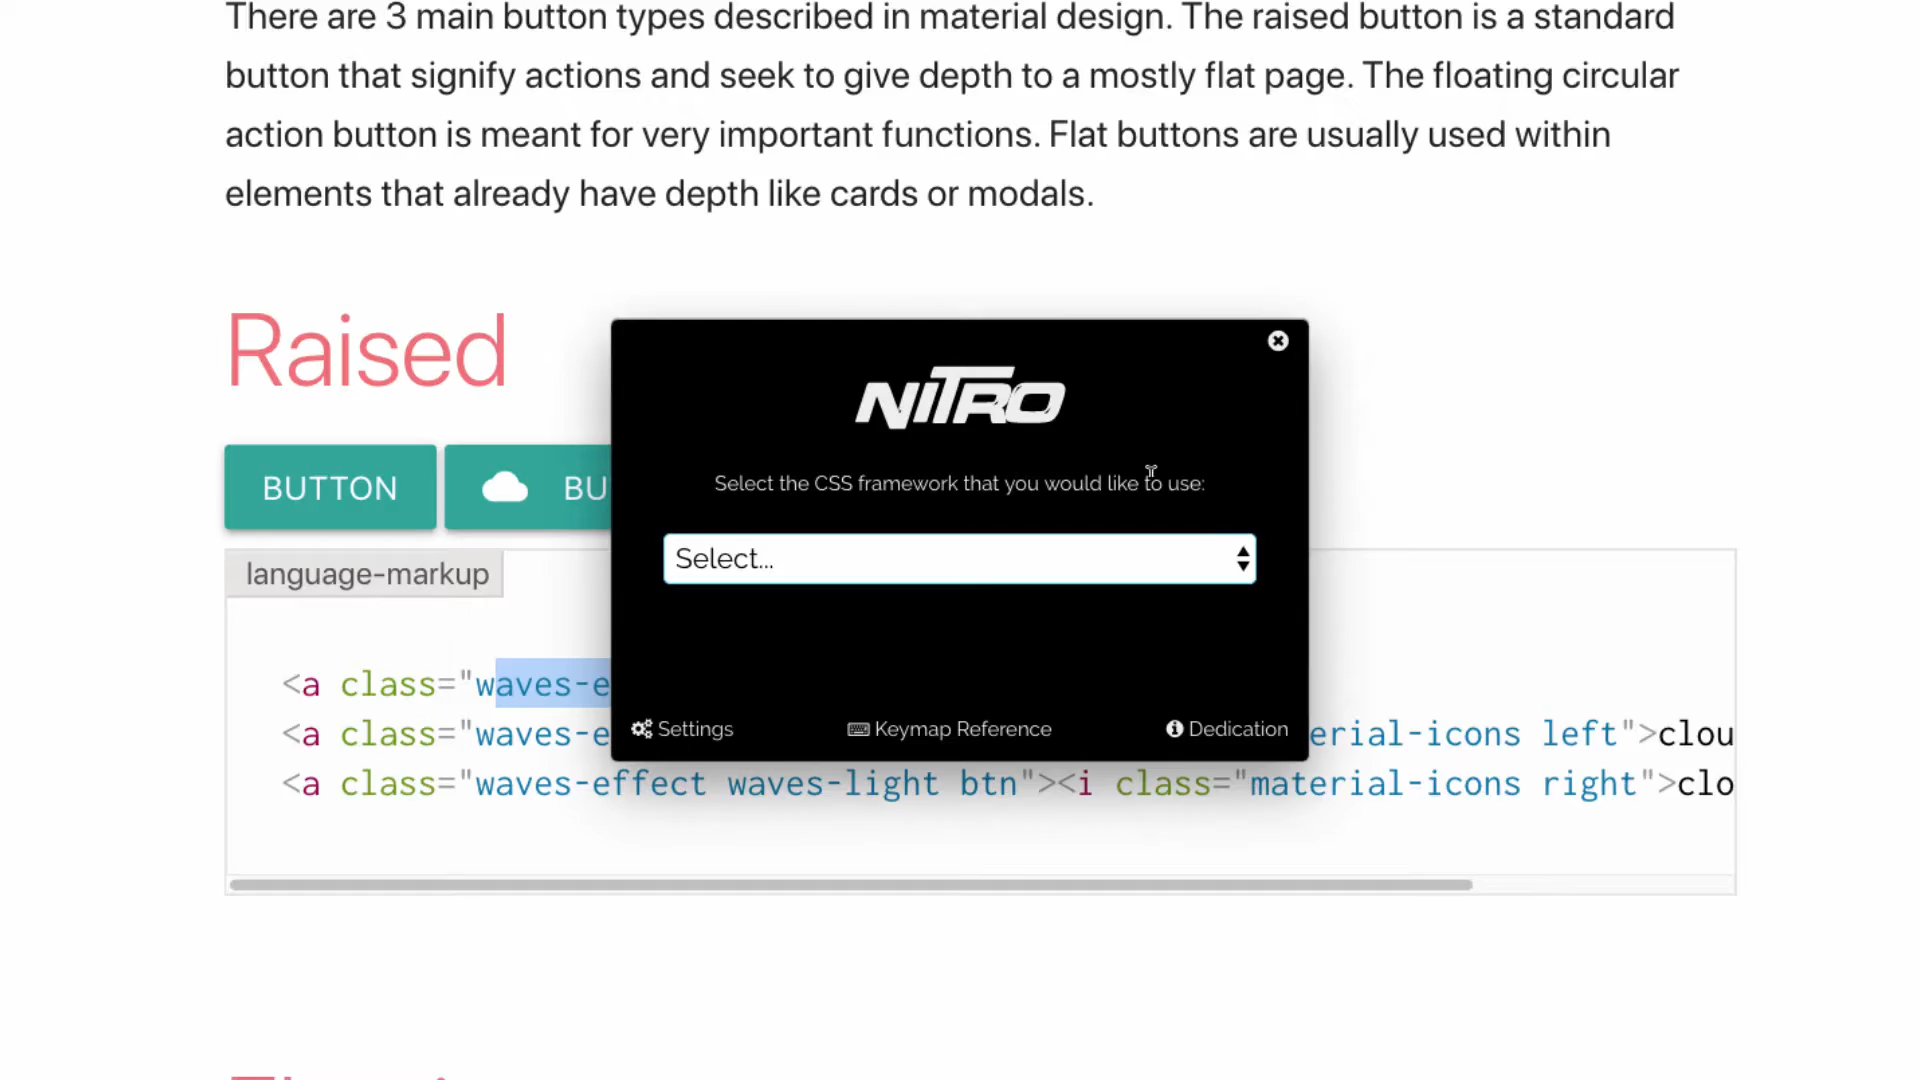 There are 3 main button types described in material design. The raised button is a standard
button that signify actions and seek to give depth to a mostly flat page. The floating circular
action button is meant for very important functions. Flat buttons are usually used within
elements that already have depth like cards or modals.
Raised
NITRO
Select the CSS framework that you would like to use:
BUTTON
BU
Select...
language-markup
<a class="waves-e
Settings
Keymap Reference
Dedication
<a class="waves-e
erial-icons left">clou
<a class="waves-effect waves-light btn"><i class="material-icons right">clo